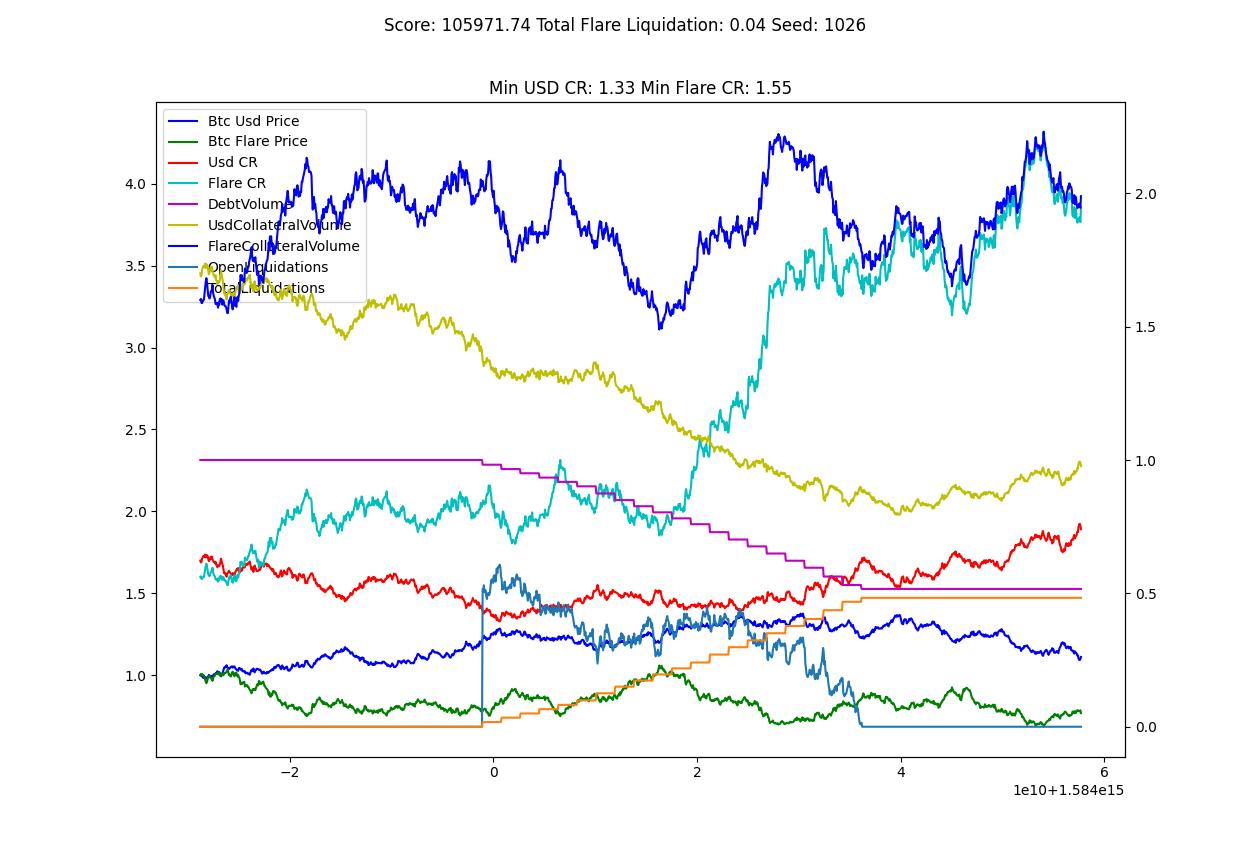 Score: 105971.74 Total Flare Liquidation: 0.04 Seed: 1026
Min USD CR: 1.33 Min Flare CR: 1.55
Btc Usd Price
Btc Flare Price
Usd CR
Flare CR
DebtVolume
UsdCollateralVolume
FlareCollateralVolume
OpenLiquidations
TotalLiquidations
4.0
3.5
3.0
2.5
2.0
1.5
1.0
2.0
1.5
1.0
0.5
0.0
−2
0
2
4
6
1e10+1.584e15